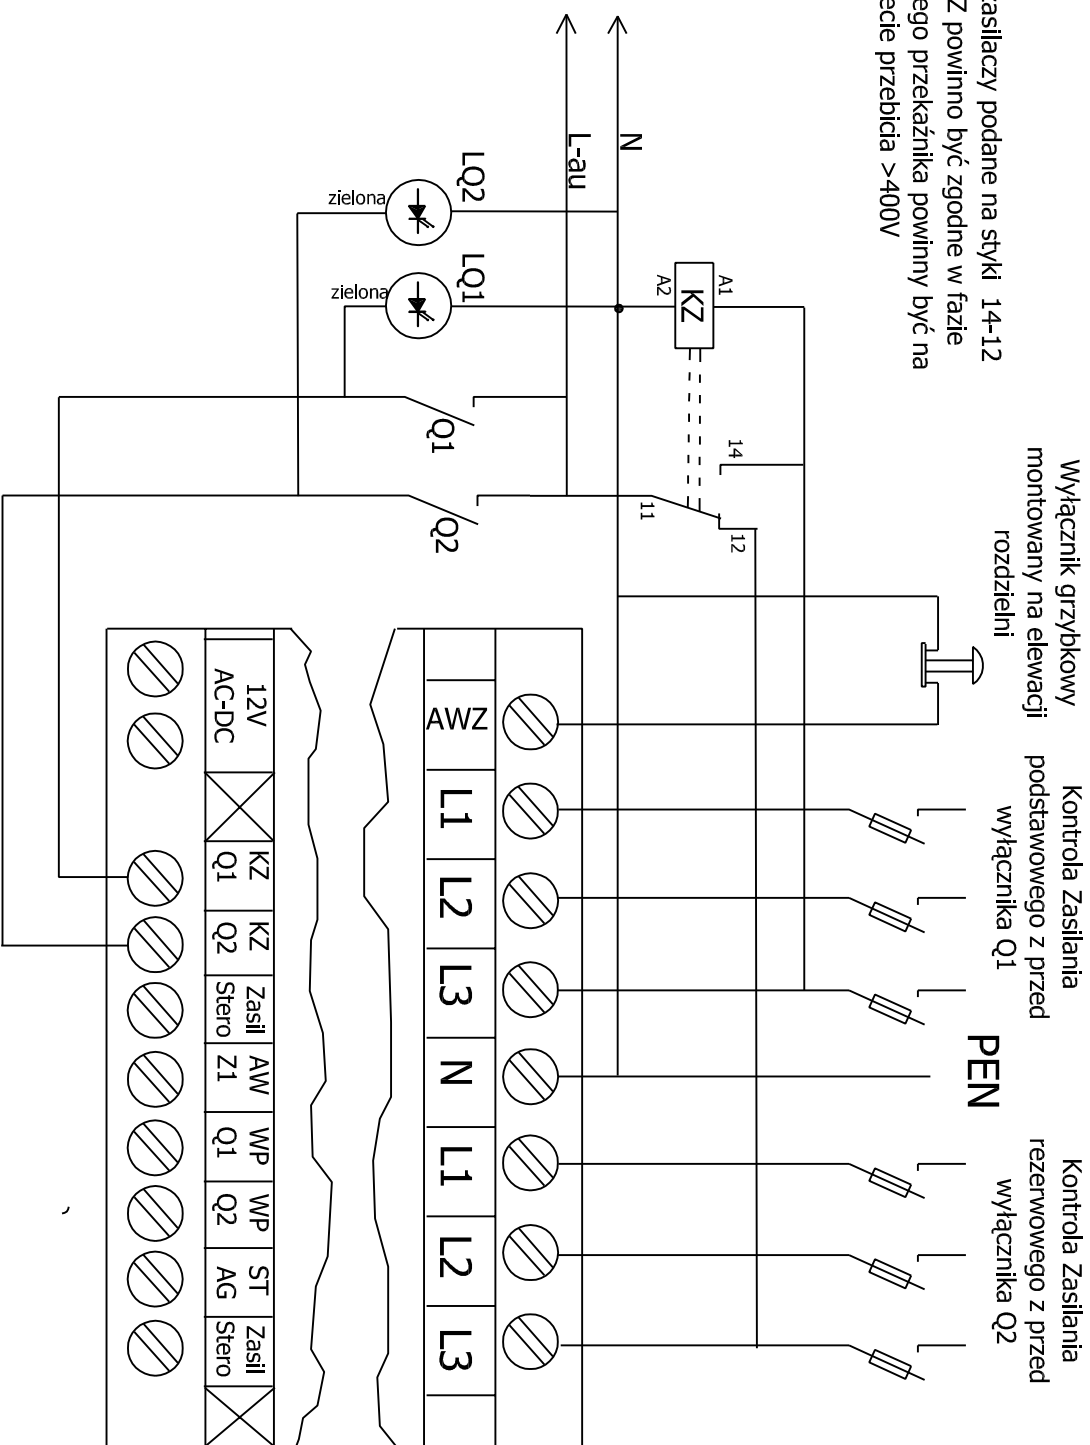 asilaczy podane na styki 14-12
Z powinno być zgodne w fazie
ego przekaźnika powinny być na
ecie przebicia >400V
Wyłącznik grzybkowy
montowany na elewacji
rozdzielni
Kontrola Zasilania
podstawowego z przed
wyłącznika Q1
PEN
Kontrola Zasilania
rezerwowego z przed
wyłącznika Q2
N
L-au
LQ2
zielona
LQ1
zielona
A1
KZ
A2
14
11
12
Q1
Q2
AWZ
L1
L2
L3
N
L1
L2
L3
12V
AC-DC
KZ
Q1
KZ
Q2
Zasil
Stero
AW
Z1
WP
Q1
WP
Q2
ST
AG
Zasil
Stero